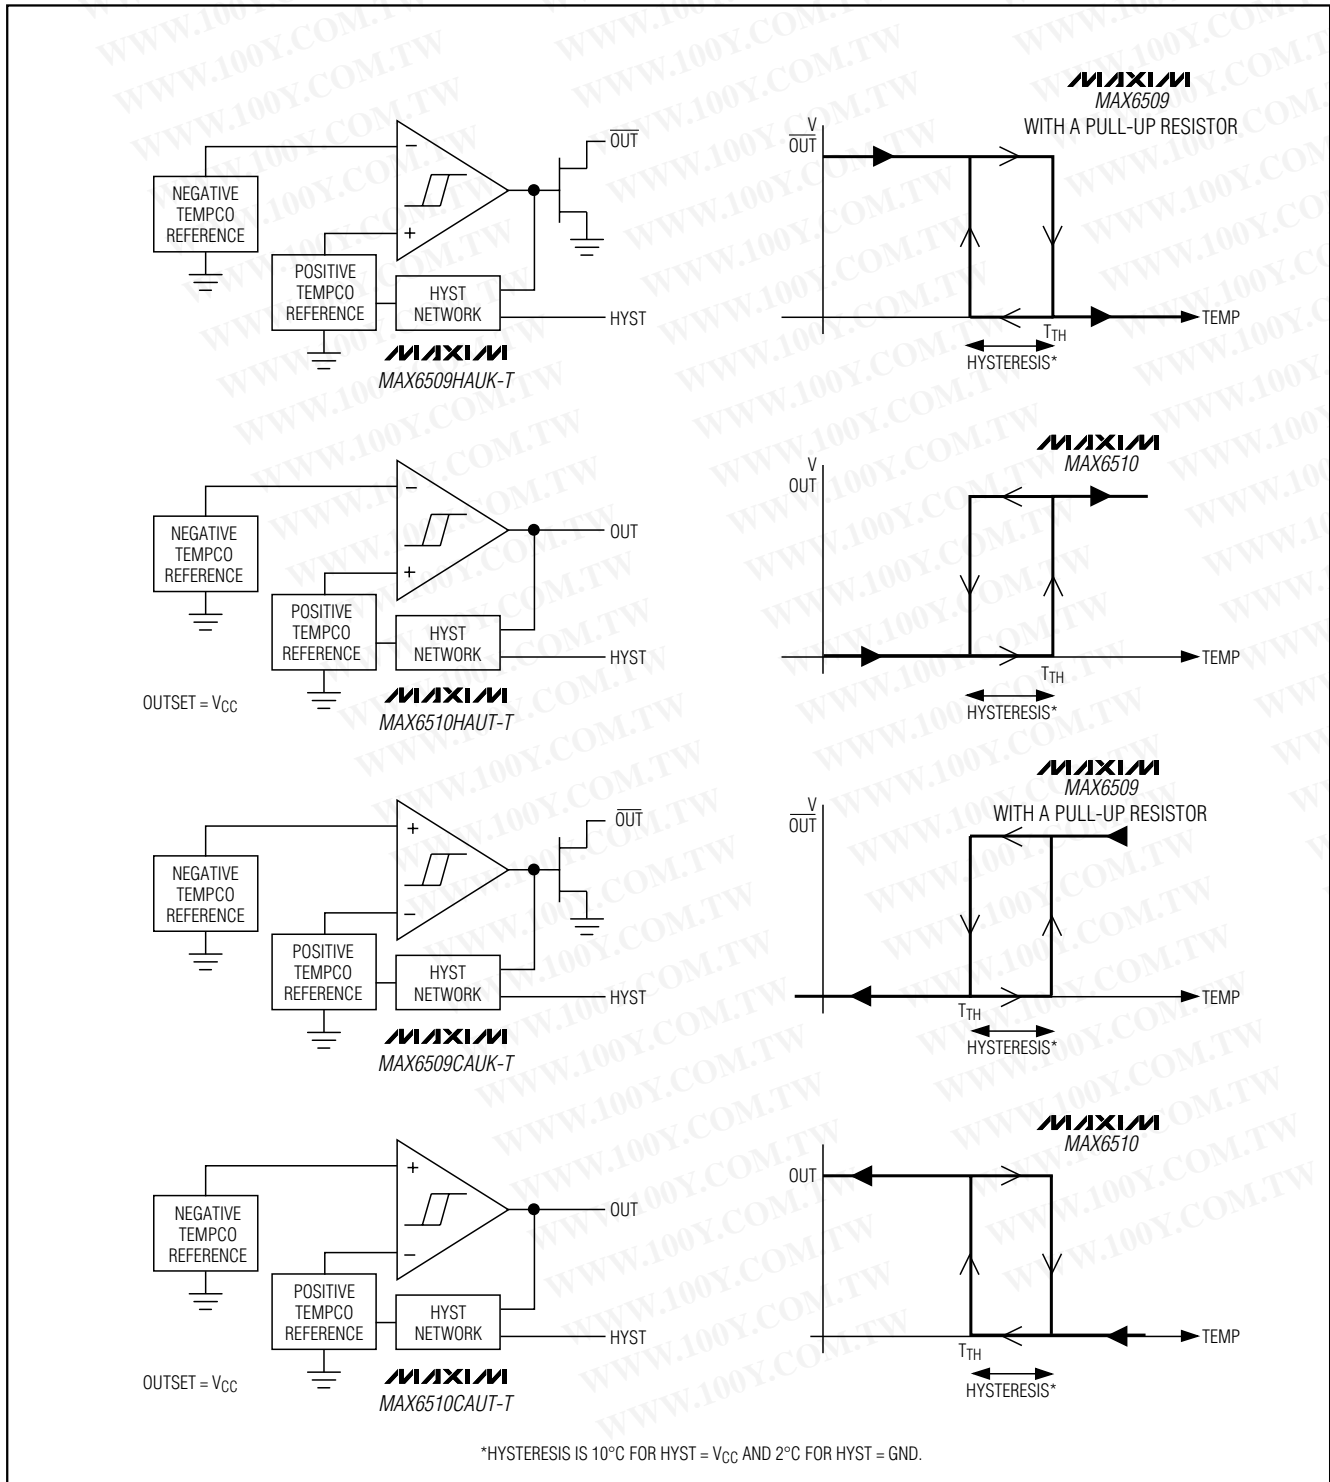 MAXIM
MAX6509
WITH A PULL-UP RESISTOR
NEGATIVE
TEMPCO
REFERENCE
−
+
POSITIVE
TEMPCO
REFERENCE
HYST
NETWORK
OUT
HYST
MAXIM
MAX6509HAUK-T
V
OUT
TEMP
TTH
HYSTERESIS*
MAXIM
MAX6510
NEGATIVE
TEMPCO
REFERENCE
−
+
POSITIVE
TEMPCO
REFERENCE
HYST
NETWORK
OUT
HYST
OUTSET = VCC
MAXIM
MAX6510HAUT-T
V
OUT
TEMP
TTH
HYSTERESIS*
MAXIM
MAX6509
WITH A PULL-UP RESISTOR
NEGATIVE
TEMPCO
REFERENCE
+
−
POSITIVE
TEMPCO
REFERENCE
HYST
NETWORK
OUT
HYST
MAXIM
MAX6509CAUK-T
V
OUT
TEMP
TTH
HYSTERESIS*
MAXIM
MAX6510
NEGATIVE
TEMPCO
REFERENCE
+
−
POSITIVE
TEMPCO
REFERENCE
HYST
NETWORK
OUT
HYST
OUTSET = VCC
MAXIM
MAX6510CAUT-T
OUT
TEMP
TTH
HYSTERESIS*
*HYSTERESIS IS 10°C FOR HYST = VCC AND 2°C FOR HYST = GND.
WWW.100Y.COM.TW